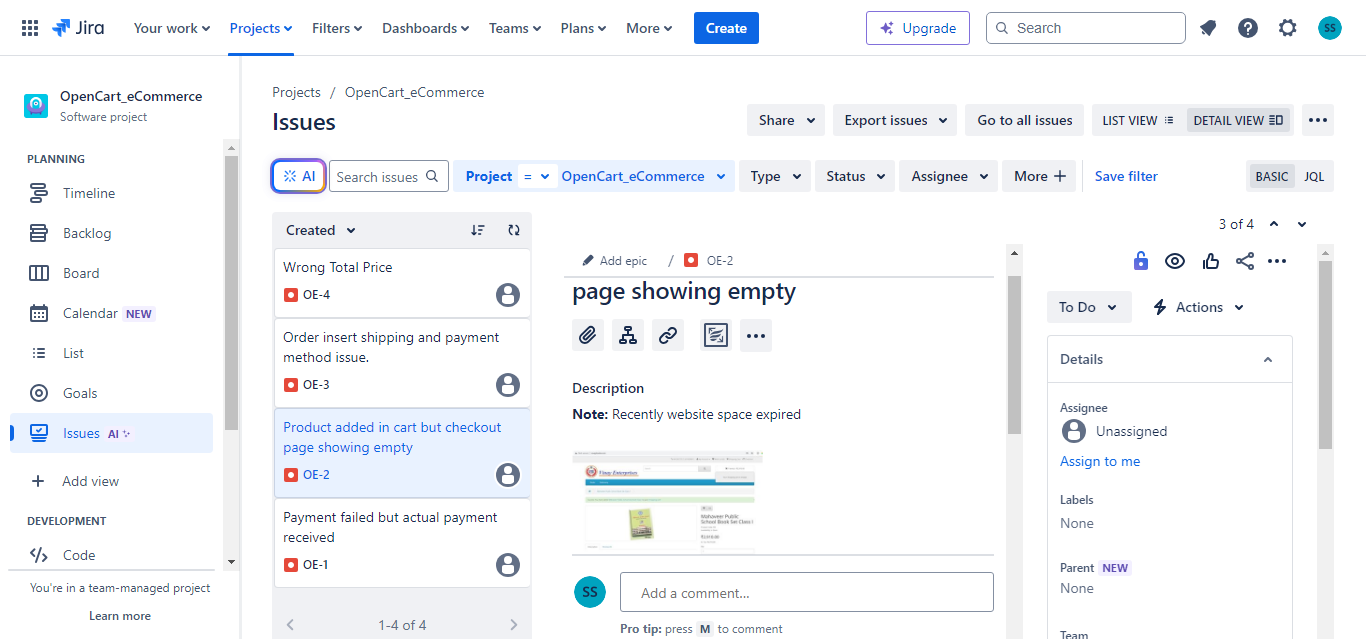 Jira
Your work
Projects
Filters
Dashboards
Teams
Plans
More
Create
Upgrade
Search
SS
OpenCart_eCommerce
Software project
PLANNING
Timeline
Backlog
Board
Calendar NEW
List
Goals
Issues AI
Add view
DEVELOPMENT
Code
You're in a team-managed project
Learn more
Projects / OpenCart_eCommerce
Issues
Share
Export issues
Go to all issues
LIST VIEW
DETAIL VIEW
AI
Search issues
Project = OpenCart_eCommerce
Type
Status
Assignee
More
Save filter
BASIC
JQL
Created
Wrong Total Price
OE-4
Order insert shipping and payment
method issue.
OE-3
Product added in cart but checkout
page showing empty
OE-2
Payment failed but actual payment
received
OE-1
1-4 of 4
3 of 4
Add epic / OE-2
page showing empty
Description
Note: Recently website space expired
Mahaveer Public
School Book Set Class I
SS
Add a comment...
Pro tip: press M to comment
To Do
Actions
Details
Assignee
Unassigned
Assign to me
Labels
None
Parent NEW
None
Team